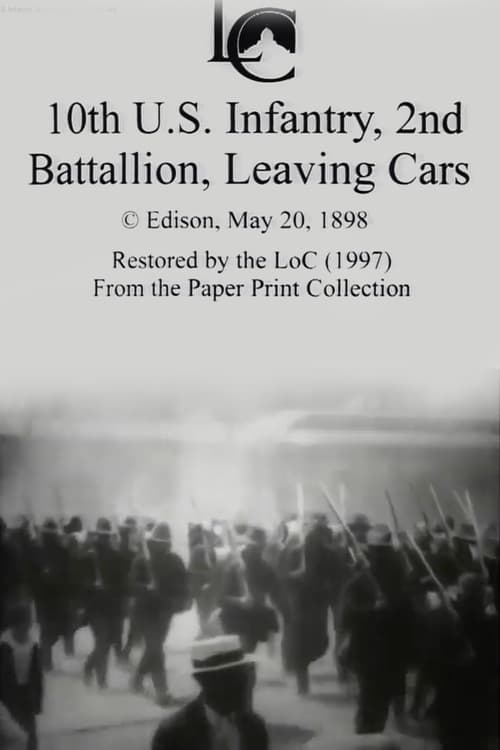 LC
10th U.S. Infantry, 2nd
Battallion, Leaving Cars
© Edison, May 20, 1898
Restored by the LoC (1997)
From the Paper Print Collection